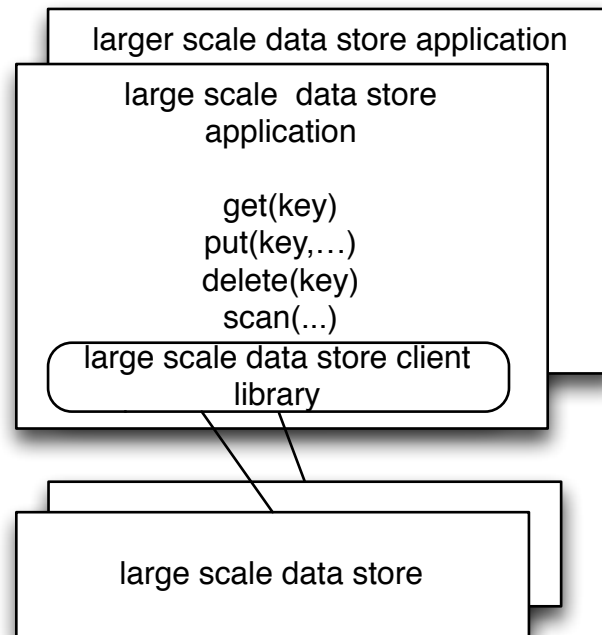 larger scale data store application
large scale data store
application
get(key)
put(key,…)
delete(key)
scan(...)
large scale data store client
library
large scale data store